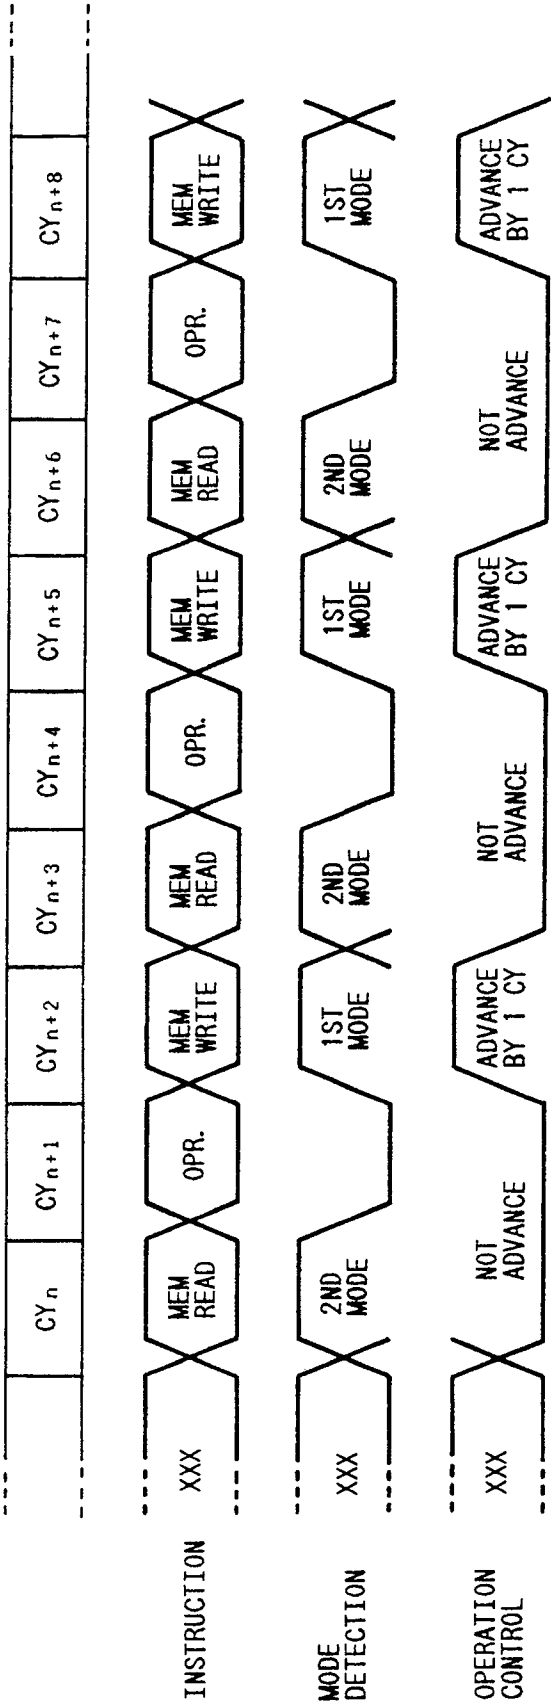 CYn CYn+1 CYn+2 CYn+3 CYn+4 CYn+5 CYn+6 CYn+7 CYn+8
INSTRUCTION
XXX
MEM
READ
OPR.
MEM
WRITE
MEM
READ
OPR.
MEM
WRITE
MEM
READ
OPR.
MEM
WRITE
MODE
DETECTION
XXX
2ND
MODE
1ST
MODE
2ND
MODE
1ST
MODE
2ND
MODE
1ST
MODE
OPERATION
CONTROL
XXX
NOT
ADVANCE
ADVANCE
BY 1 CY
NOT
ADVANCE
ADVANCE
BY 1 CY
NOT
ADVANCE
ADVANCE
BY 1 CY